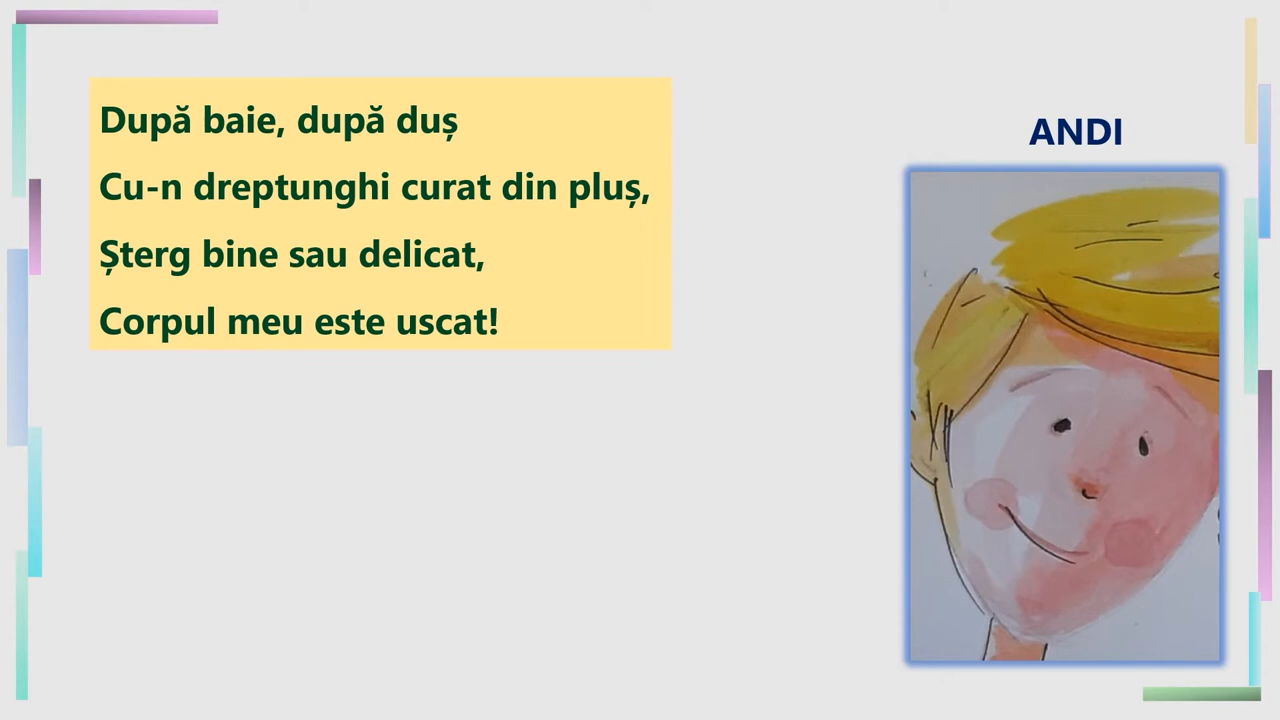 După baie, după duș
Cu-n dreptunghi curat din pluș,
Șterg bine sau delicat,
Corpul meu este uscat!
ANDI